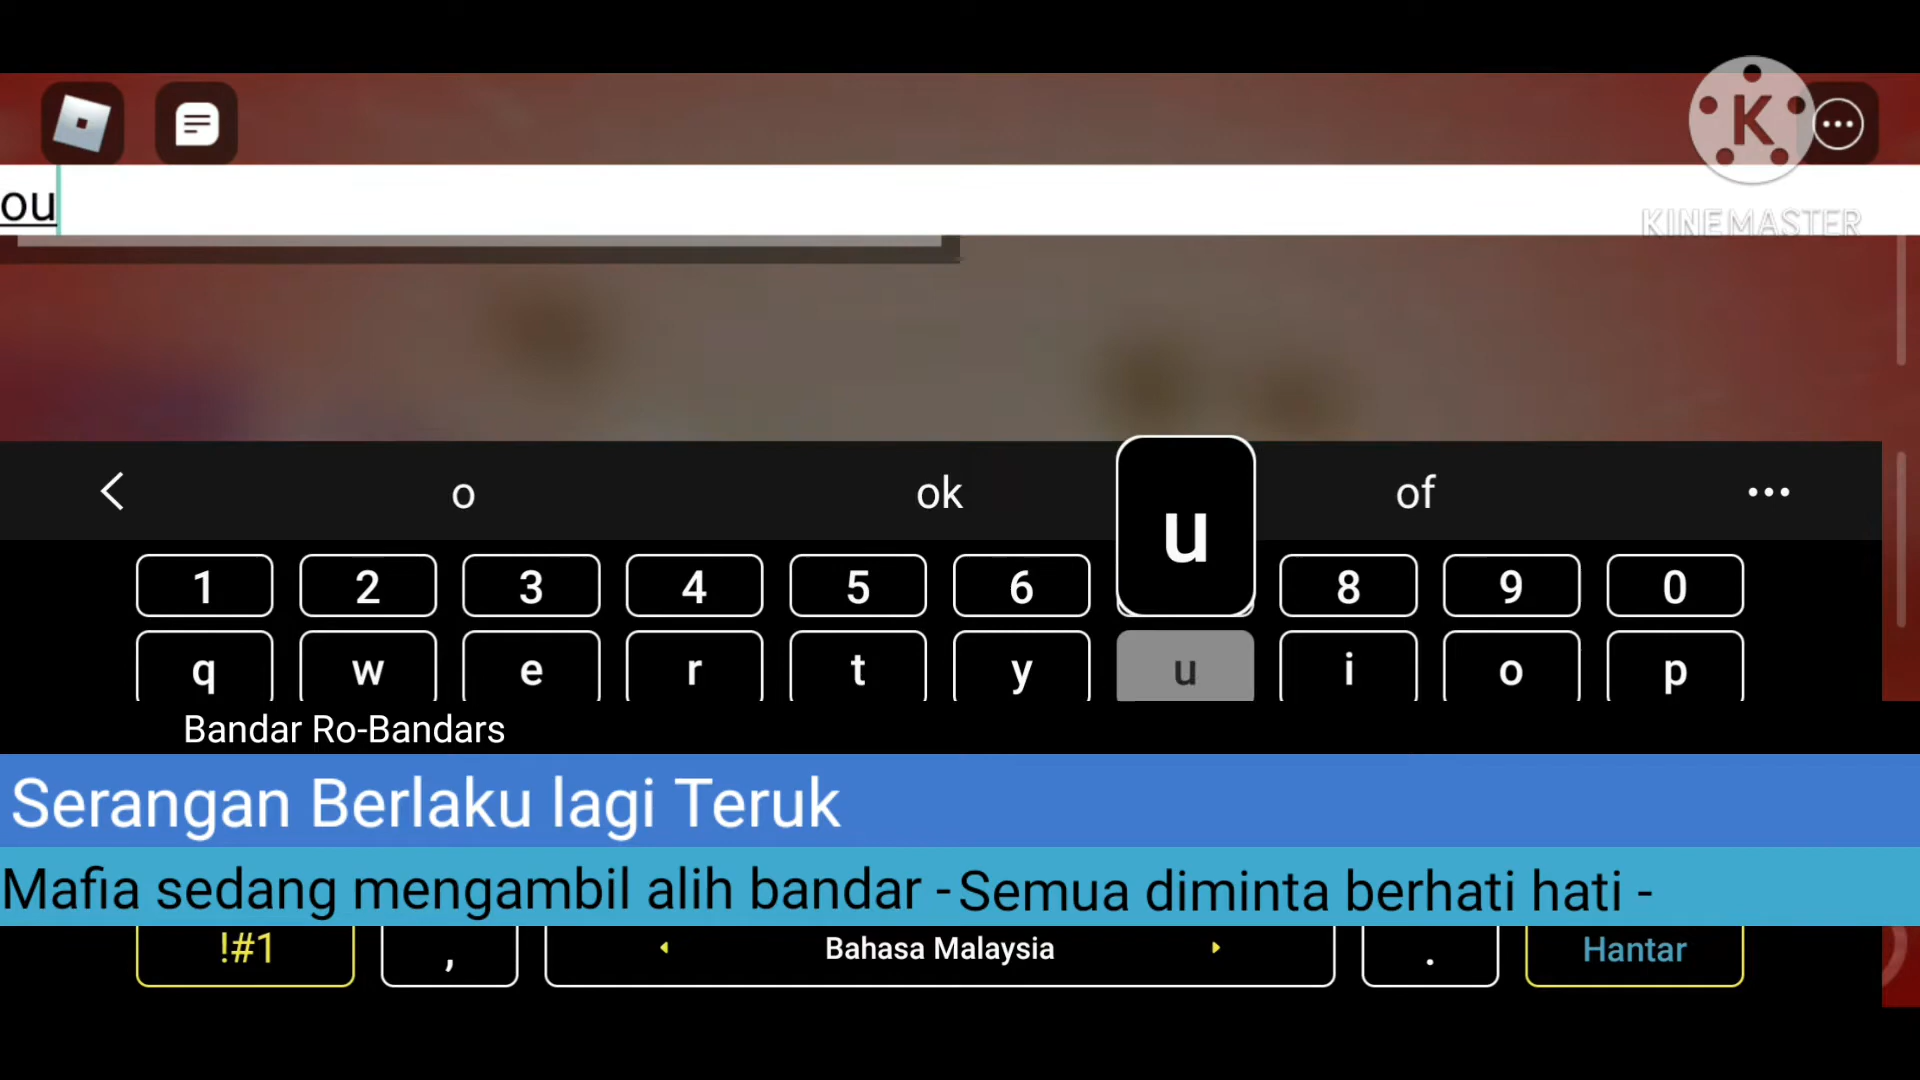 K
KINEMASTER
ou
o ok of
u
1 2 3 4 5 6 8 9 0
q w e r t y u i o p
Bandar Ro-Bandars
Serangan Berlaku lagi Teruk
Mafia sedang mengambil alih bandar - Semua diminta berhati hati -
!#1 , Bahasa Malaysia . Hantar